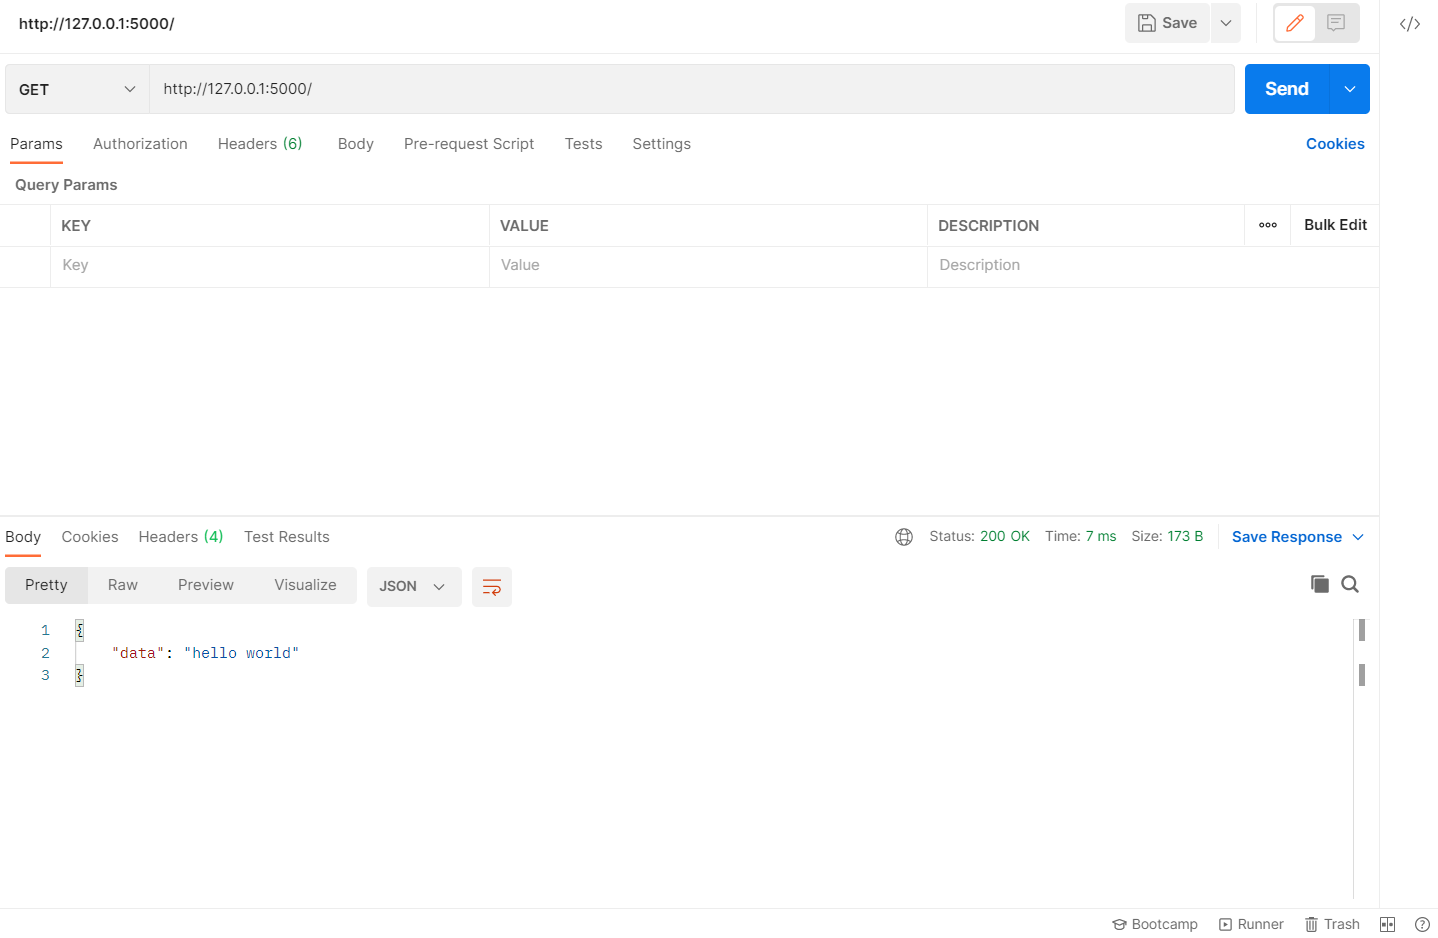 http://127.0.0.1:5000/
Save
GET
http://127.0.0.1:5000/
Send
Params Authorization Headers (6) Body Pre-request Script Tests Settings Cookies
Query Params
KEY VALUE DESCRIPTION Bulk Edit
Key Value Description
Body Cookies Headers (4) Test Results Status: 200 OK Time: 7 ms Size: 173 B Save Response
Pretty Raw Preview Visualize JSON
1 {
2 "data": "hello world"
3 }
Bootcamp Runner Trash